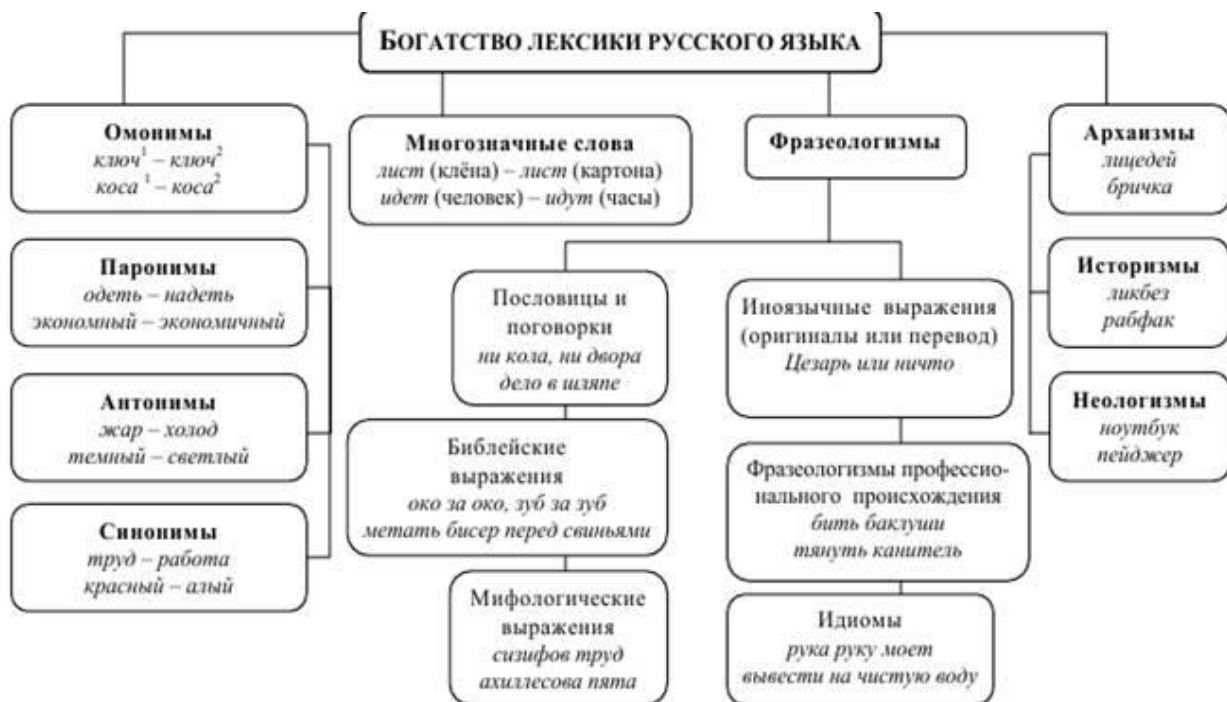 БОГАТСТВО ЛЕКСИКИ РУССКОГО ЯЗЫКА
Омонимы
ключ¹ – ключ²
коса ¹ – коса²
Паронимы
одеть – надеть
экономный – экономичный
Антонимы
жар – холод
темный – светлый
Синонимы
труд – работа
красный – алый
Многозначные слова
лист (клёна) – лист (картона)
идет (человек) – идут (часы)
Фразеологизмы
Пословицы и
поговорки
ни кола, ни двора
дело в шляпе
Библейские
выражения
око за око, зуб за зуб
метать бисер перед свиньями
Мифологические
выражения
сизифов труд
ахиллесова пята
Иноязычные выражения
(оригиналы или перевод)
Цезарь или ничто
Фразеологизмы профессио-
нального происхождения
бить баклуши
тянуть канитель
Идиомы
рука руку моет
вывести на чистую воду
Архаизмы
лицедей
бричка
Историзмы
ликбез
рабфак
Неологизмы
ноутбук
пейджер